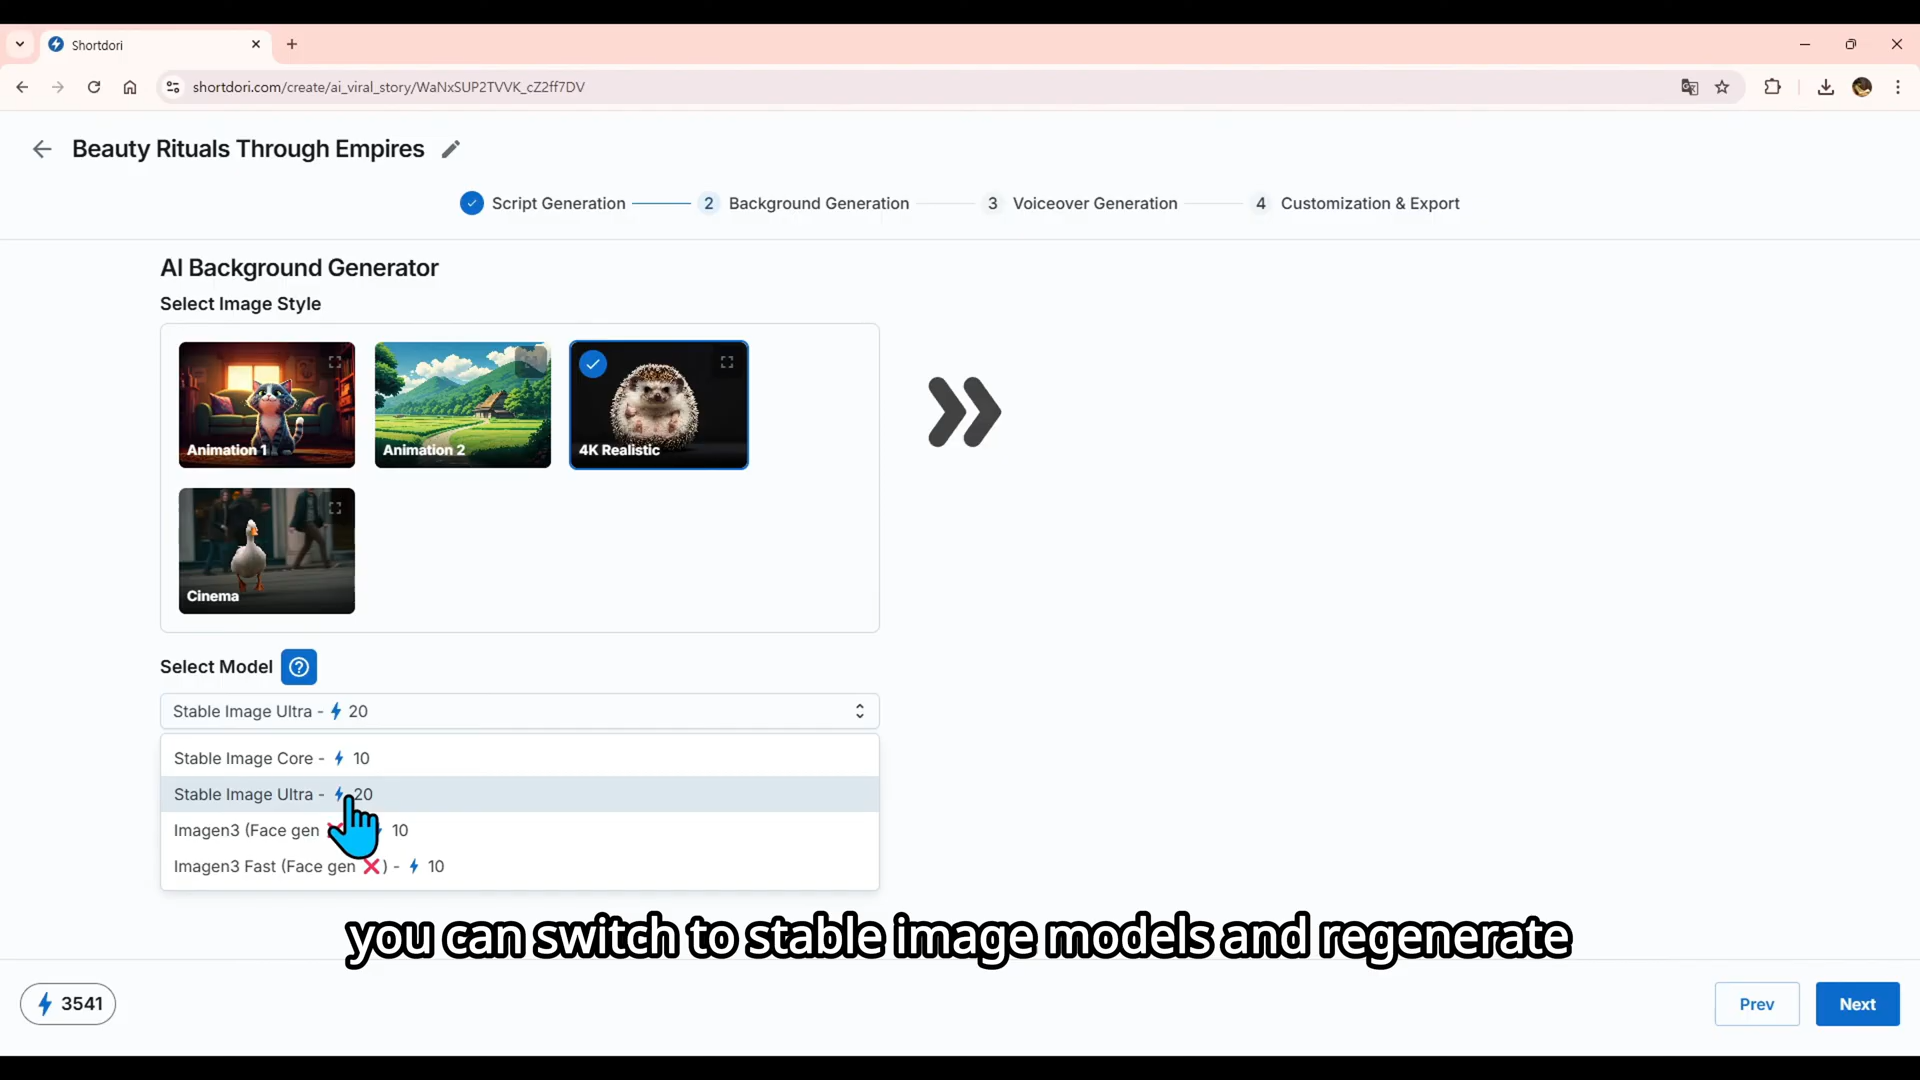 Shortdori
shortdori.com/create/ai_viral_story/WaNxSUP2TVVK_cZ2ff7DV
Beauty Rituals Through Empires
Script Generation
2 Background Generation
3 Voiceover Generation
4 Customization & Export
AI Background Generator
Select Image Style
Animation 1
Animation 2
4K Realistic
Cinema
Select Model
Stable Image Ultra - 20
Stable Image Core - 10
Stable Image Ultra - 20
Imagen3 (Face gen ❌ 10
Imagen3 Fast (Face gen ❌) - 10
you can switch to stable image models and regenerate
3541
Prev
Next